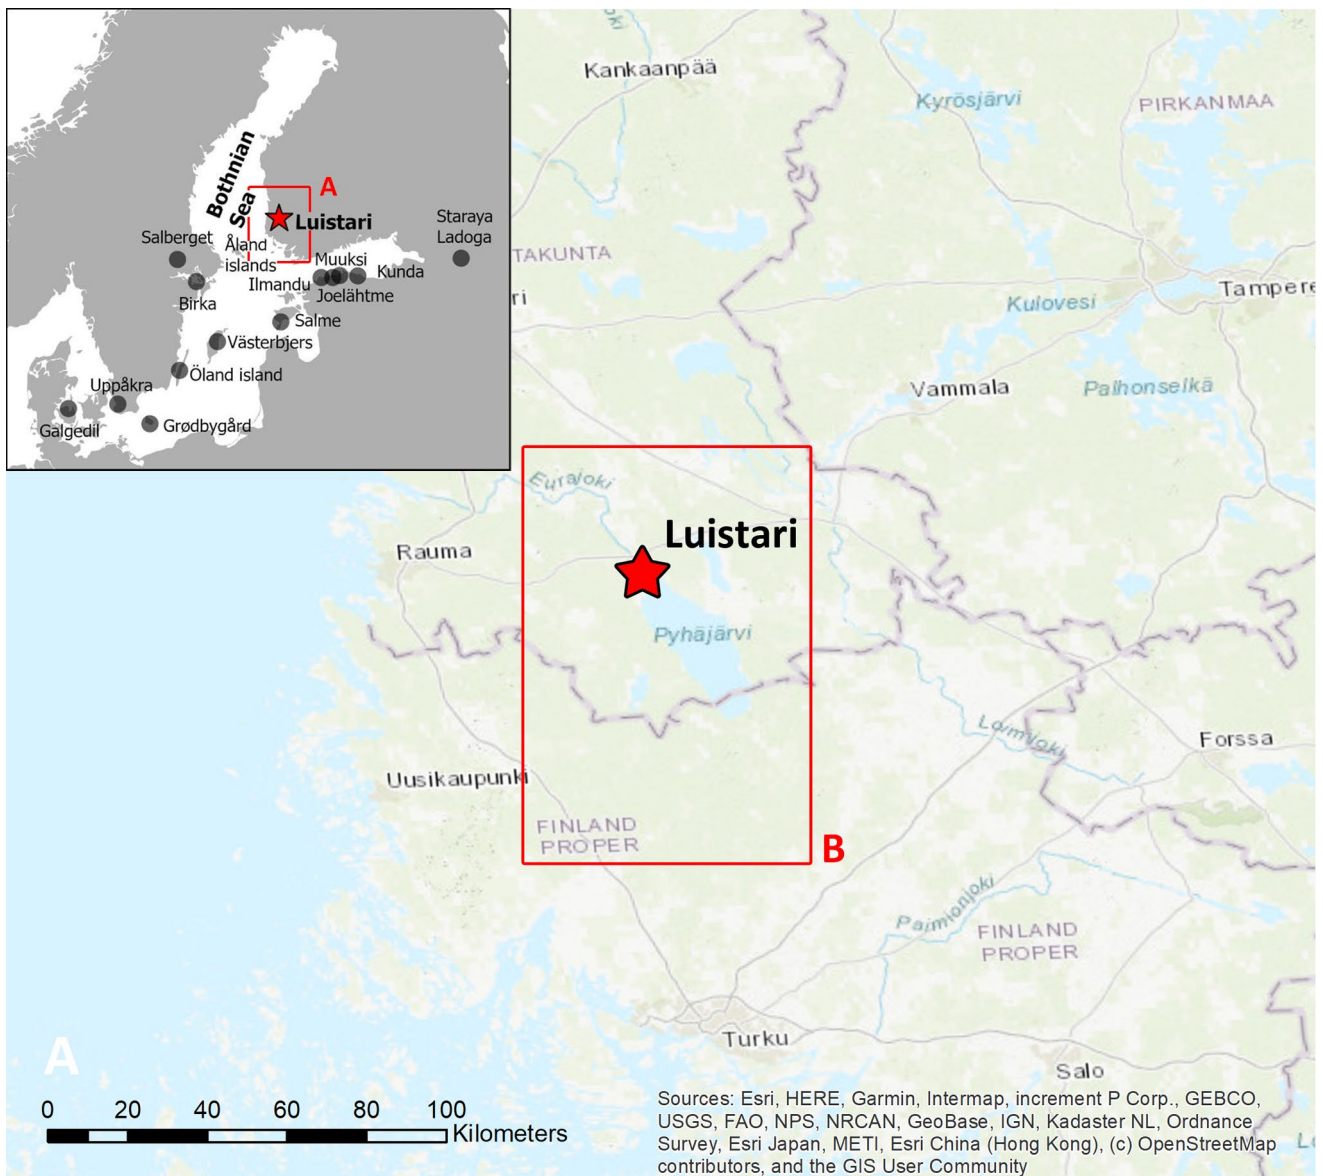 Bothnian
Sea
A
Luistari
Staraya
Ladoga
Salberget
Åland
islands
Muuksi
Kunda
Ilmandu
Joelähtme
Birka
Salme
Västerbjers
Öland island
Uppåkra
Galgedil
Grødbygård
oki
Kankaanpää
Kyrösjärvi
PIRKANMAA
TAKUNTA
ri
Kulovesi
Tampere
Vammala
Palhonselkä
Eurajoki
Luistari
Rauma
Pyhäjärvi
Loimijoki
Forssa
Uusikaupunki
FINLAND
PROPER
B
Paimionjoki
FINLAND
PROPER
Turku
Salo
A
0 20 40 60 80 100
Kilometers
Sources: Esri, HERE, Garmin, Intermap, increment P Corp., GEBCO,
USGS, FAO, NPS, NRCAN, GeoBase, IGN, Kadaster NL, Ordnance
Survey, Esri Japan, METI, Esri China (Hong Kong), (c) OpenStreetMap
contributors, and the GIS User Community